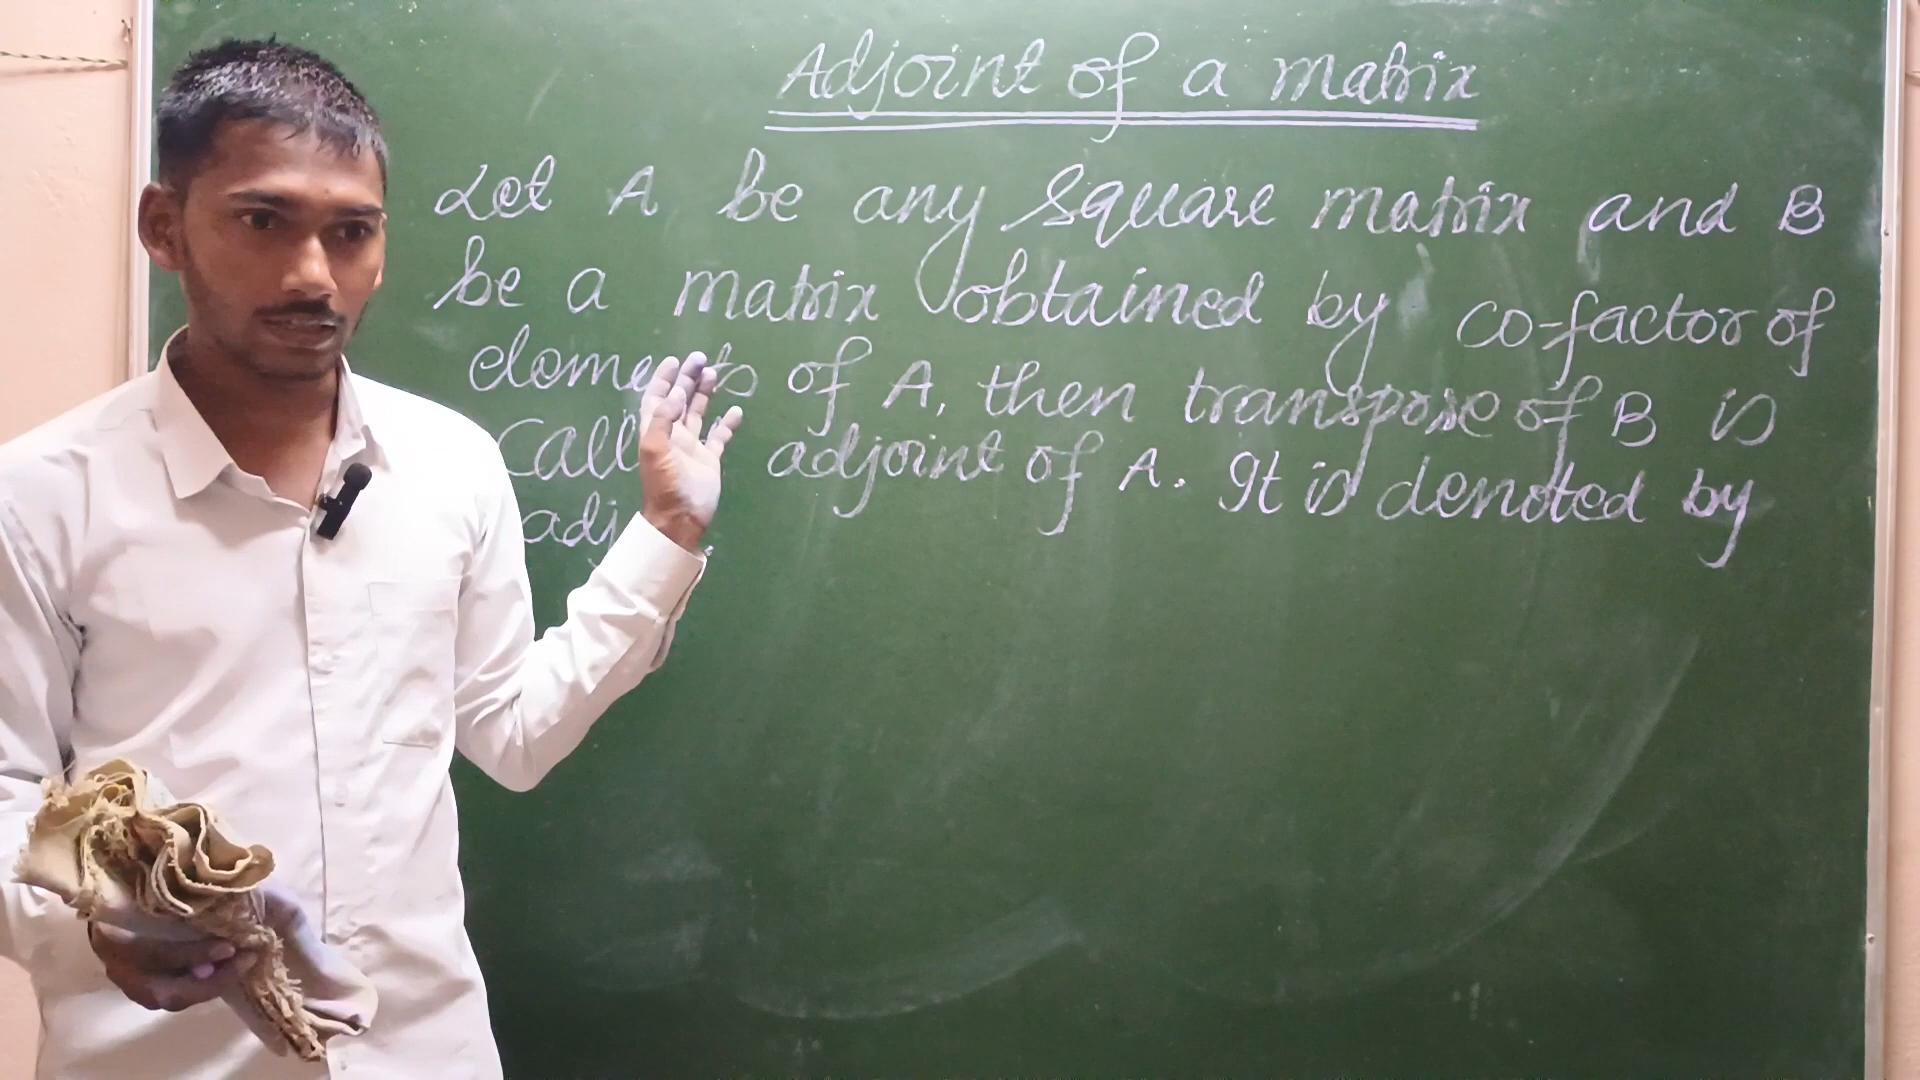 Adjoint of a matrix
Let A be any square matrix and B
be a matrix obtained by co-factor of
elements of A, then transpose of B is
adjoint of A. It is denoted by
adj